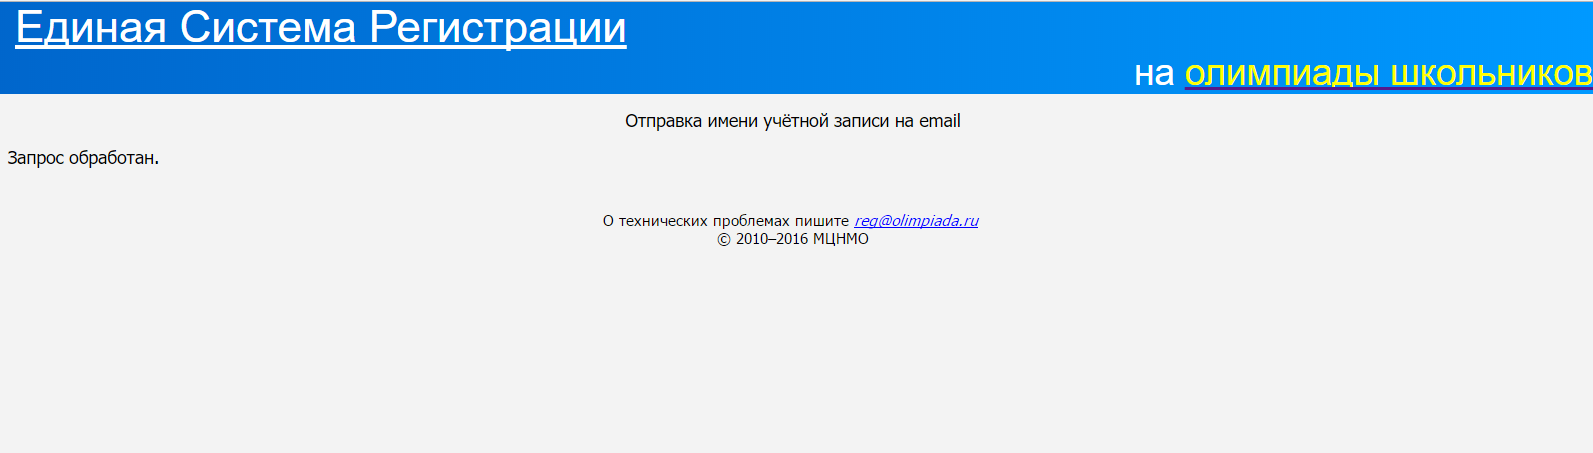 Единая Система Регистрации
на олимпиады школьников
Отправка имени учётной записи на email
Запрос обработан.
О технических проблемах пишите reg@olimpiada.ru
© 2010–2016 МЦНМО